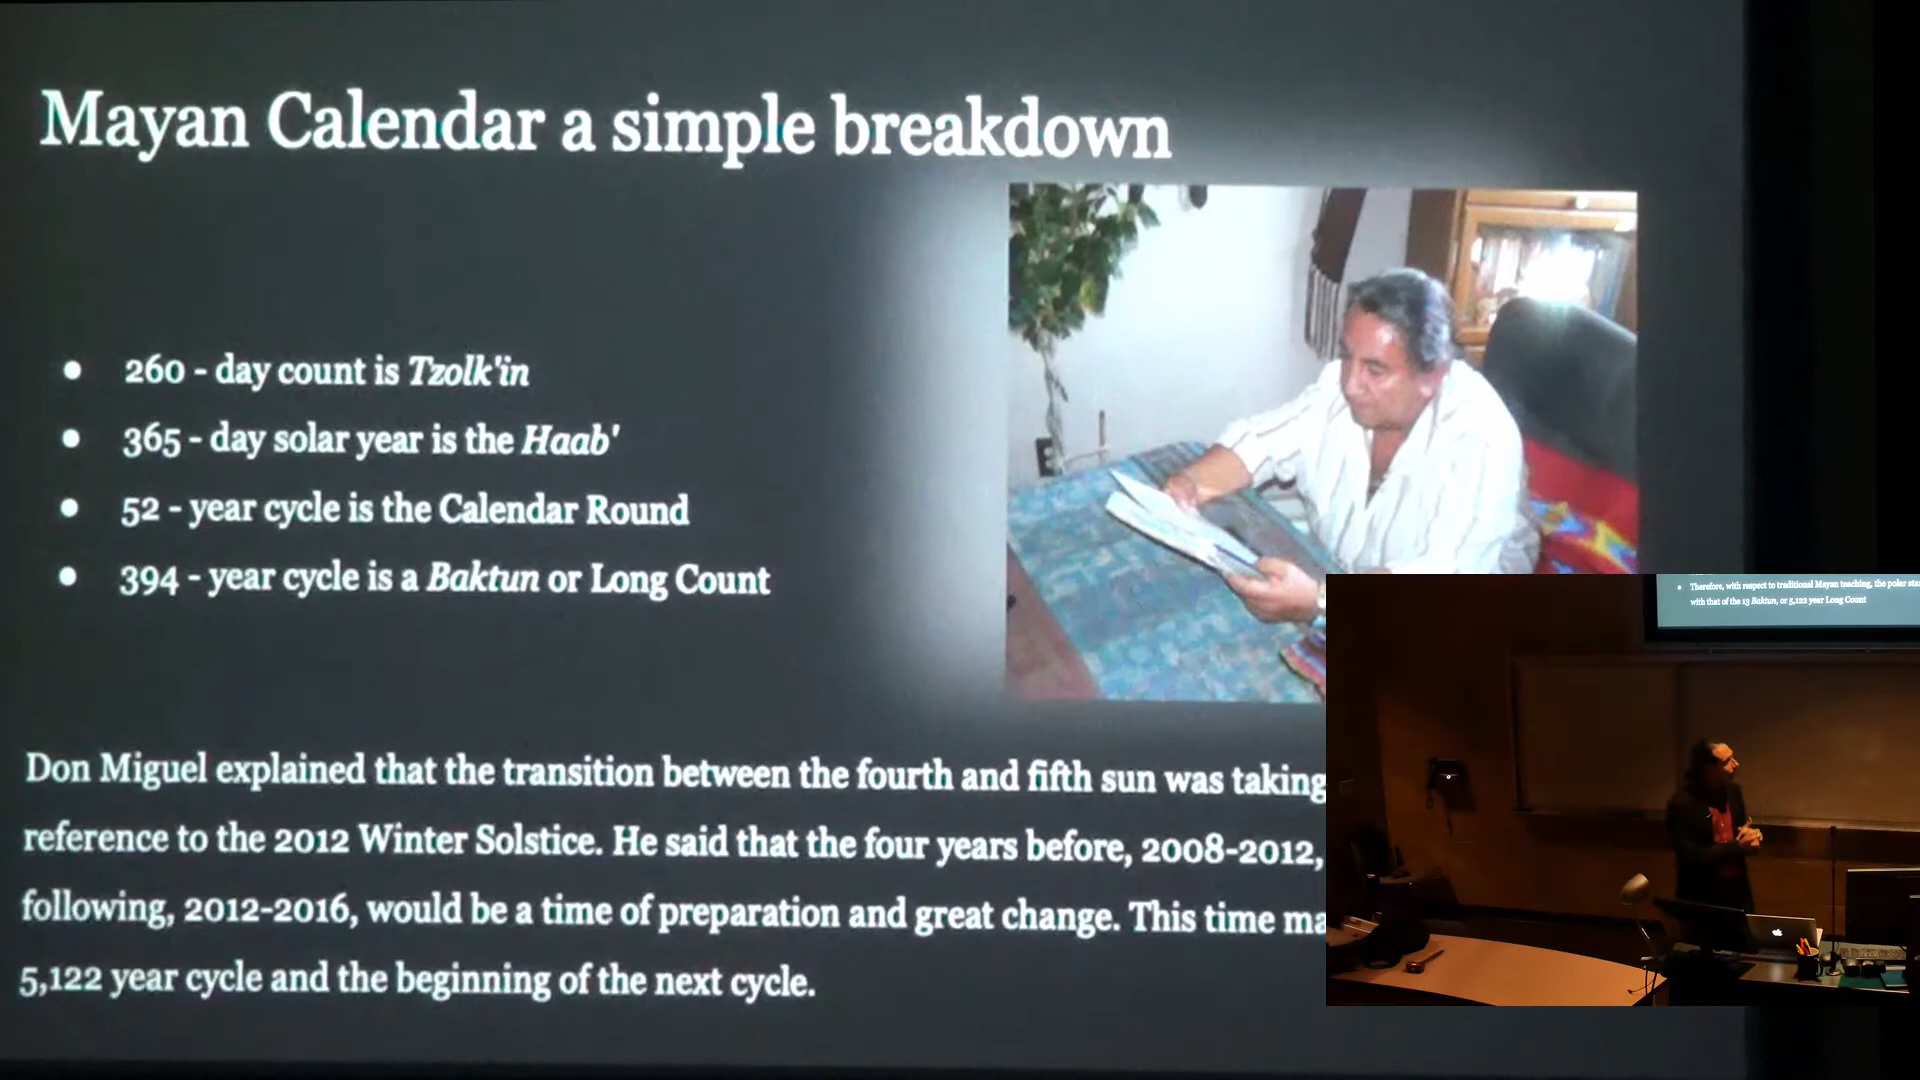 Mayan Calendar a simple breakdown
• 260 - day count is Tzolk'in
• 365 - day solar year is the Haab'
• 52 - year cycle is the Calendar Round
• 394 - year cycle is a Baktun or Long Count
Don Miguel explained that the transition between the fourth and fifth sun was taking
reference to the 2012 Winter Solstice. He said that the four years before, 2008-2012,
following, 2012-2016, would be a time of preparation and great change. This time ma
5,122 year cycle and the beginning of the next cycle.
• Therefore, with respect to traditional Mayan teaching, the polar sta
with that of the 13 Baktun, or 5,122 year Long Count